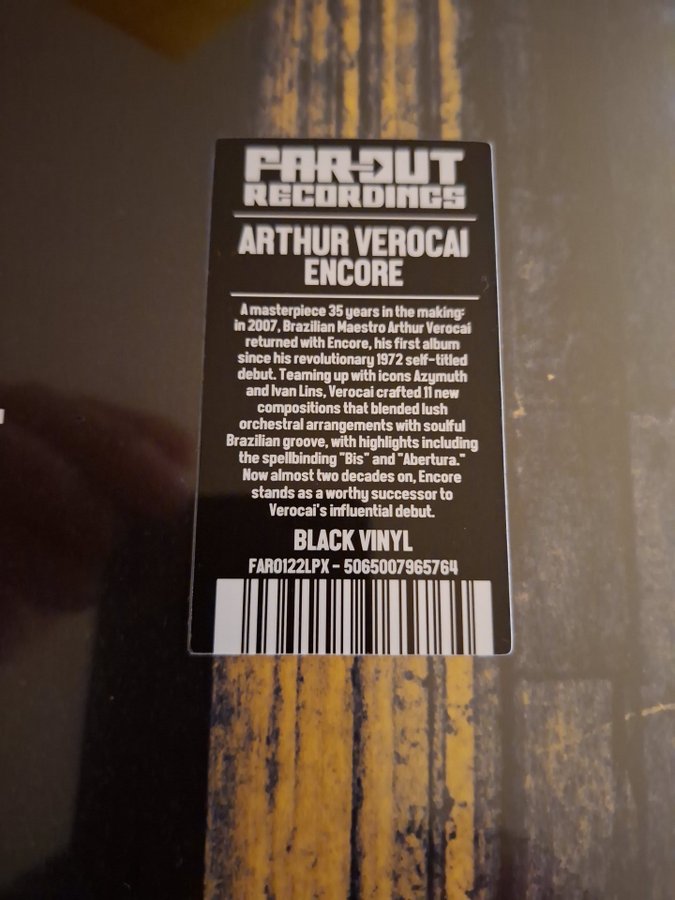 FAR-OUT
RECORDINGS
ARTHUR VEROCAI
ENCORE
A masterpiece 35 years in the making:
in 2007, Brazilian Maestro Arthur Verocai
returned with Encore, his first album
since his revolutionary 1972 self-titled
debut. Teaming up with icons Azymuth
and Ivan Lins, Verocai crafted 11 new
compositions that blended lush
orchestral arrangements with soulful
Brazilian groove, with highlights including
the spellbinding "Bis" and "Abertura."
Now almost two decades on, Encore
stands as a worthy successor to
Verocai's influential debut.
BLACK VINYL
FARO122LPX - 5065007965764